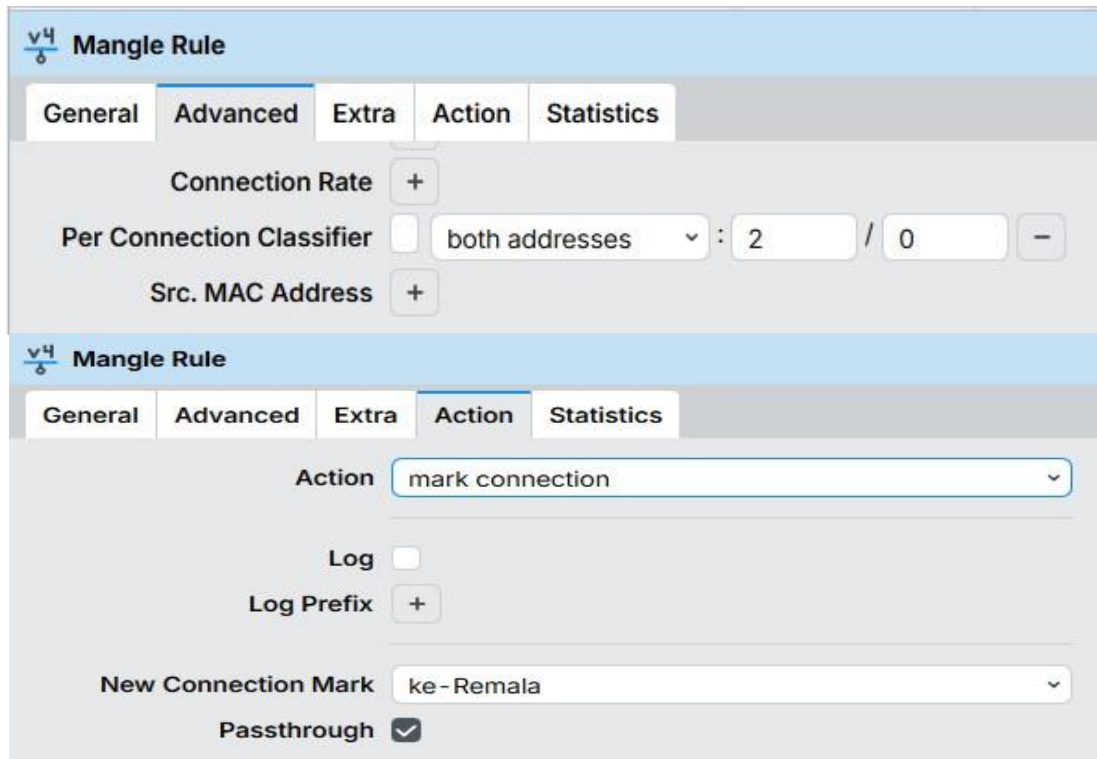 v4 Mangle Rule
General Advanced Extra Action Statistics
Connection Rate +
Per Connection Classifier both addresses : 2 / 0 -
Src. MAC Address +
v4 Mangle Rule
General Advanced Extra Action Statistics
Action mark connection
Log
Log Prefix +
New Connection Mark ke-Remala
Passthrough